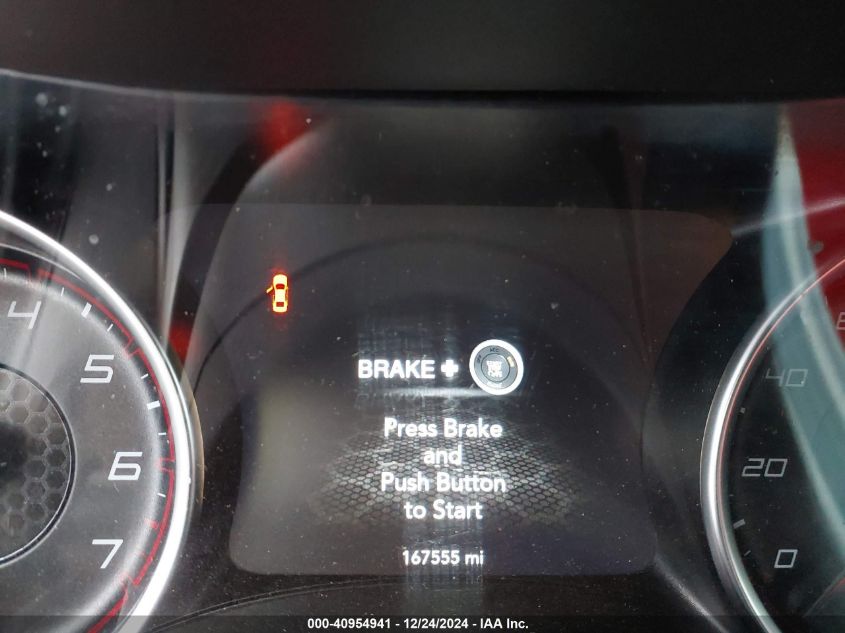 4
5
6
7
BRAKE +
Press Brake
and
Push Button
to Start
167555 mi
40
20
0
000-40954941 / 12/24/2024 - IAA Inc.